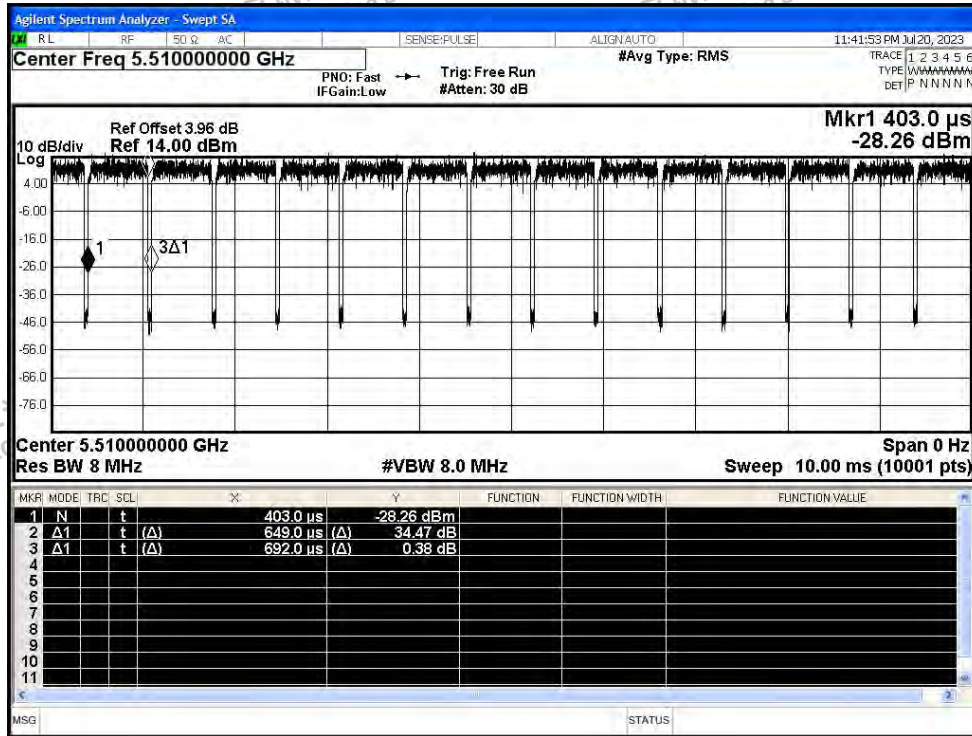 Agilent Spectrum Analyzer - Swept SA
LXI RL RF 50 Ω AC SENSE:PULSE ALIGN AUTO 11:41:53 PM Jul 20, 2023
Center Freq 5.510000000 GHz
#Avg Type: RMS
TRACE 1 2 3 4 5 6
TYPE WWWWWW
DET P N N N N N
PNO: Fast
IFGain:Low
Trig: Free Run
#Atten: 30 dB
Mkr1 403.0 µs
-28.26 dBm
Ref Offset 3.96 dB
10 dB/div Ref 14.00 dBm
Log
4.00
-6.00
-16.0
1 3Δ1
-26.0
-36.0
-46.0
-56.0
-66.0
-76.0
Center 5.510000000 GHz Span 0 Hz
Res BW 8 MHz #VBW 8.0 MHz Sweep 10.00 ms (10001 pts)
MKR MODE TRC SCL X Y FUNCTION FUNCTION WIDTH FUNCTION VALUE
1 N t 403.0 µs -28.26 dBm
2 Δ1 t (Δ) 649.0 µs (Δ) 34.47 dB
3 Δ1 t (Δ) 692.0 µs (Δ) 0.38 dB
4
5
6
7
8
9
10
11
MSG STATUS